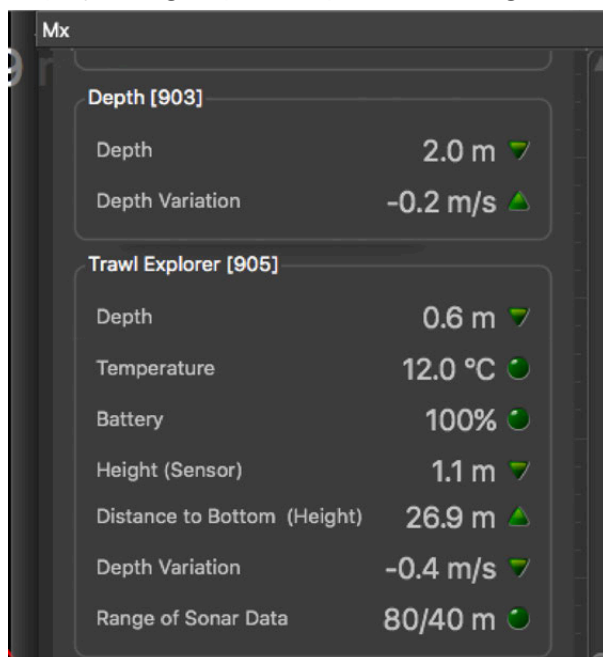 Mx
Depth [903]
Depth 2.0 m
Depth Variation -0.2 m/s
Trawl Explorer [905]
Depth 0.6 m
Temperature 12.0 °C
Battery 100%
Height (Sensor) 1.1 m
Distance to Bottom (Height) 26.9 m
Depth Variation -0.4 m/s
Range of Sonar Data 80/40 m